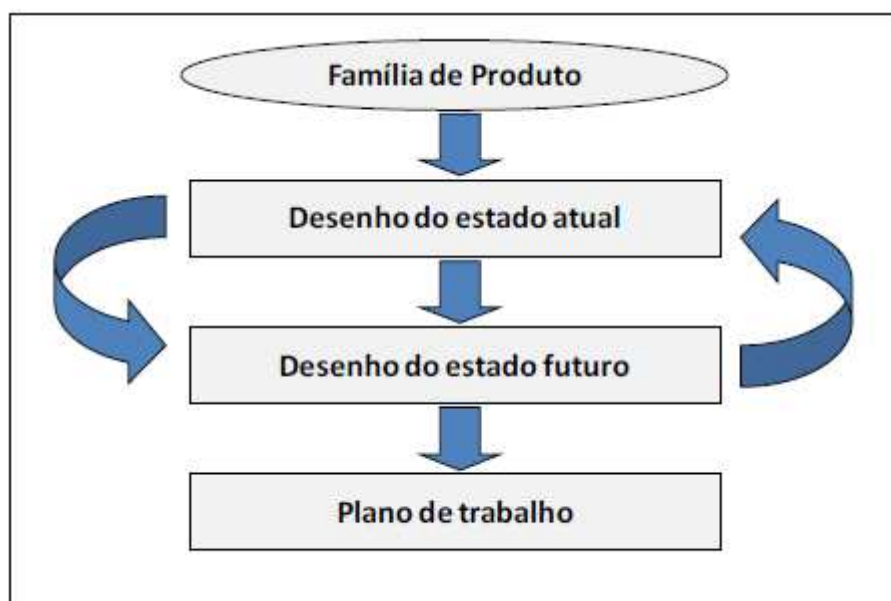 Família de Produto
Desenho do estado atual
Desenho do estado futuro
Plano de trabalho